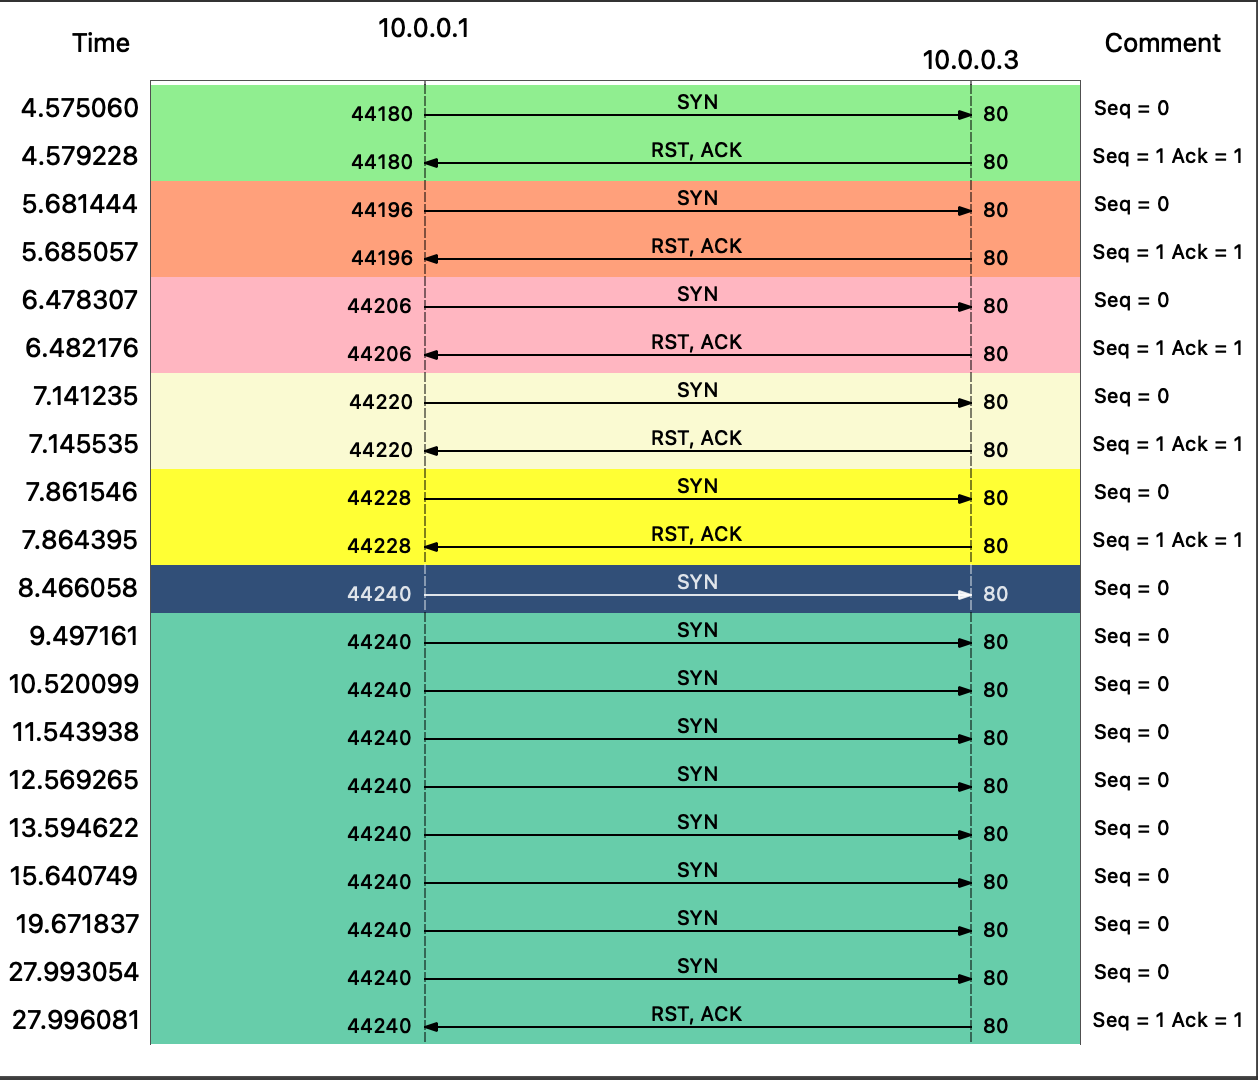 Time 10.0.0.1 10.0.0.3 Comment
4.575060 44180 SYN 80 Seq = 0
4.579228 44180 RST, ACK 80 Seq = 1 Ack = 1
5.681444 44196 SYN 80 Seq = 0
5.685057 44196 RST, ACK 80 Seq = 1 Ack = 1
6.478307 44206 SYN 80 Seq = 0
6.482176 44206 RST, ACK 80 Seq = 1 Ack = 1
7.141235 44220 SYN 80 Seq = 0
7.145535 44220 RST, ACK 80 Seq = 1 Ack = 1
7.861546 44228 SYN 80 Seq = 0
7.864395 44228 RST, ACK 80 Seq = 1 Ack = 1
8.466058 44240 SYN 80 Seq = 0
9.497161 44240 SYN 80 Seq = 0
10.520099 44240 SYN 80 Seq = 0
11.543938 44240 SYN 80 Seq = 0
12.569265 44240 SYN 80 Seq = 0
13.594622 44240 SYN 80 Seq = 0
15.640749 44240 SYN 80 Seq = 0
19.671837 44240 SYN 80 Seq = 0
27.993054 44240 SYN 80 Seq = 0
27.996081 44240 RST, ACK 80 Seq = 1 Ack = 1